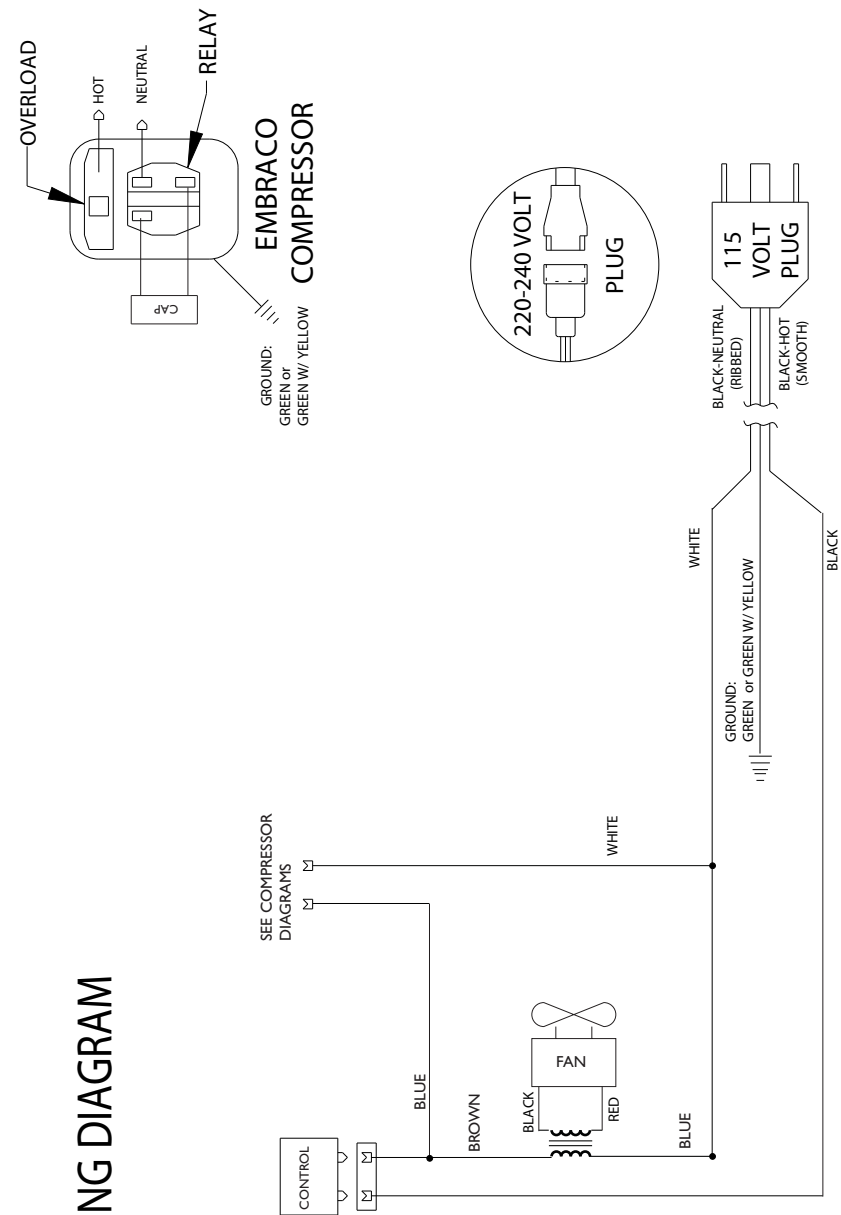 NG DIAGRAM
OVERLOAD
HOT
NEUTRAL
RELAY
CAP
EMBRACO
COMPRESSOR
GROUND:
GREEN or
GREEN W/ YELLOW
220-240 VOLT
PLUG
115
VOLT
PLUG
BLACK-NEUTRAL
(RIBBED)
BLACK-HOT
(SMOOTH)
WHITE
GROUND:
GREEN or GREEN W/ YELLOW
BLACK
SEE COMPRESSOR
DIAGRAMS
WHITE
BLUE
BROWN
BLACK
RED
FAN
BLUE
CONTROL